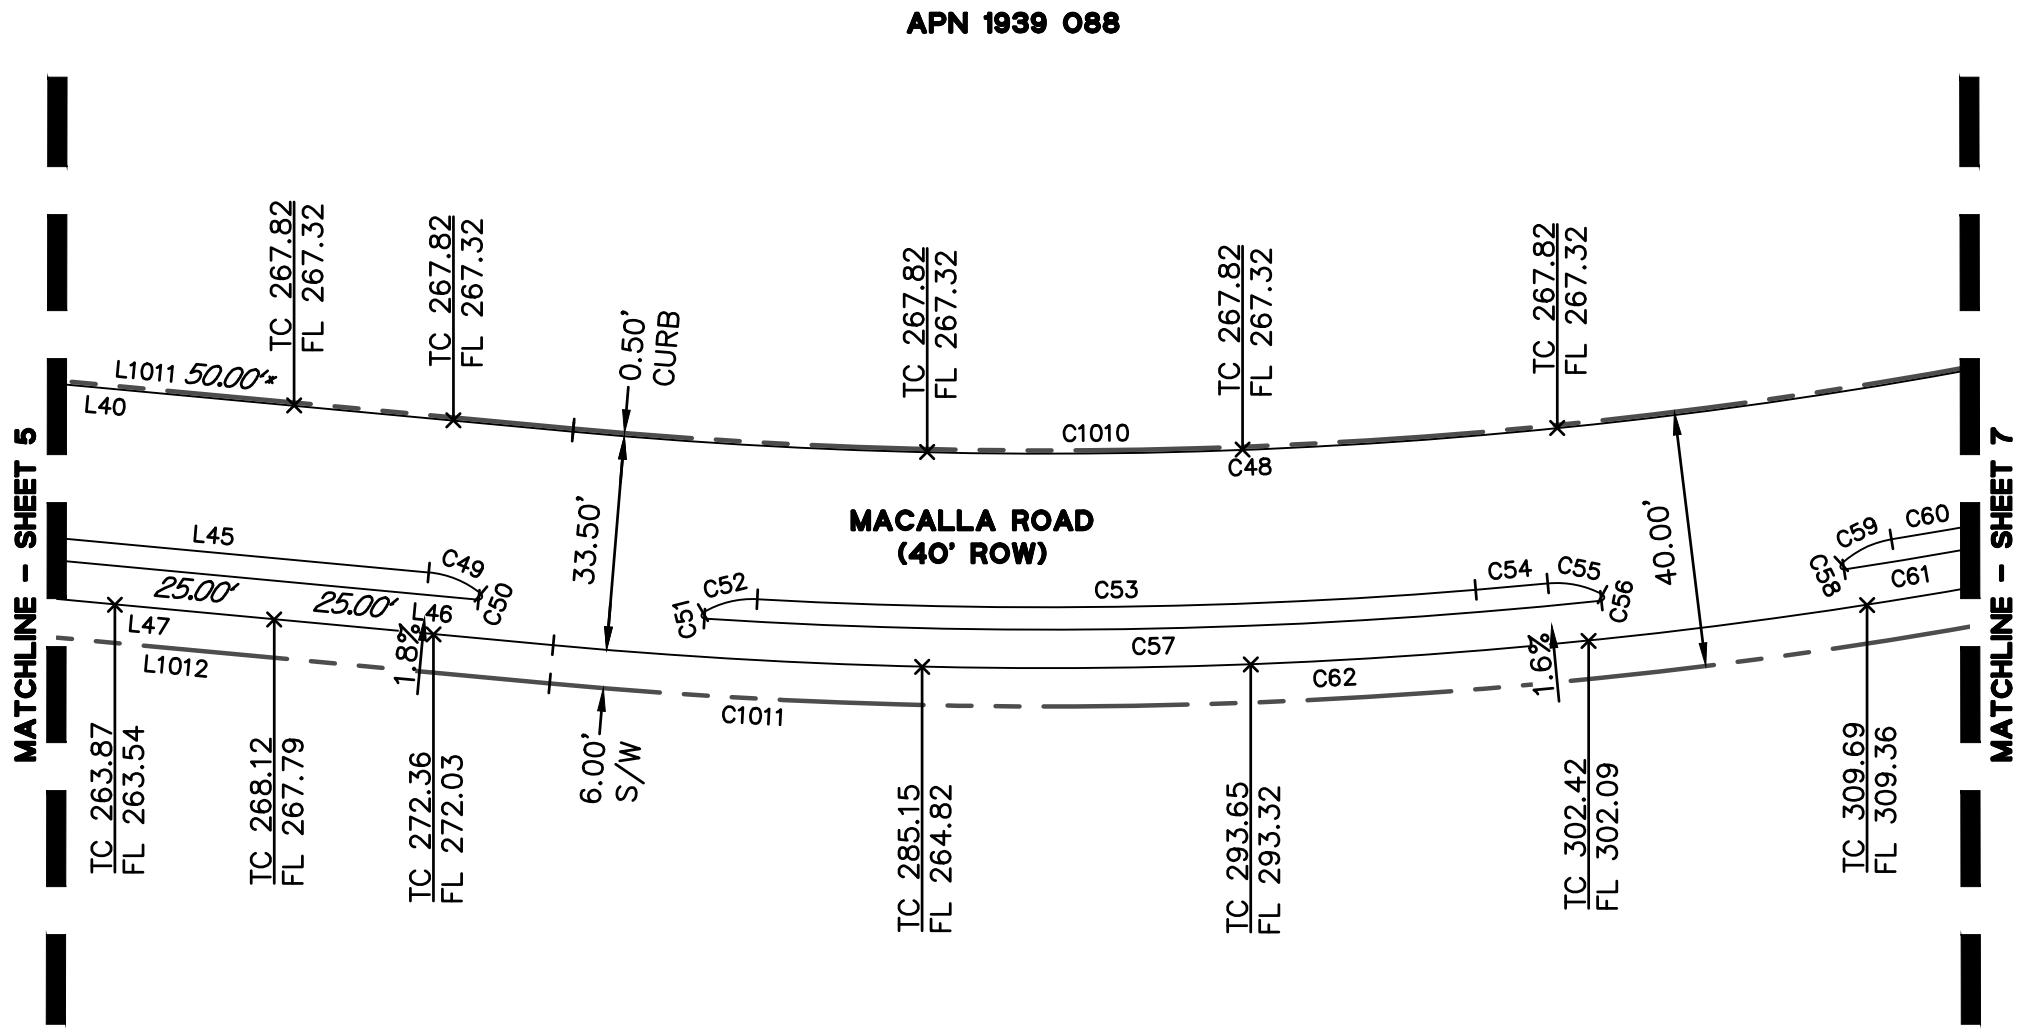 APN 1939 088
TC 267.82
FL 267.32
TC 267.82
FL 267.32
TC 267.82
FL 267.32
TC 267.82
FL 267.32
TC 267.82
FL 267.32
0.50'
CURB
L1011
50.00'*
L40
C1010
C48
MATCHLINE - SHEET 5
MATCHLINE - SHEET 7
MACALLA ROAD
(40' ROW)
33.50'
40.00'
L45
C49
C50
25.00'
25.00'
L46
L47
L1012
1.8%
C51
C52
C53
C54
C55
C56
C57
C58
C59
C60
C61
C62
1.6%
C1011
6.00'
S/W
TC 263.87
FL 263.54
TC 268.12
FL 267.79
TC 272.36
FL 272.03
TC 285.15
FL 264.82
TC 293.65
FL 293.32
TC 302.42
FL 302.09
TC 309.69
FL 309.36